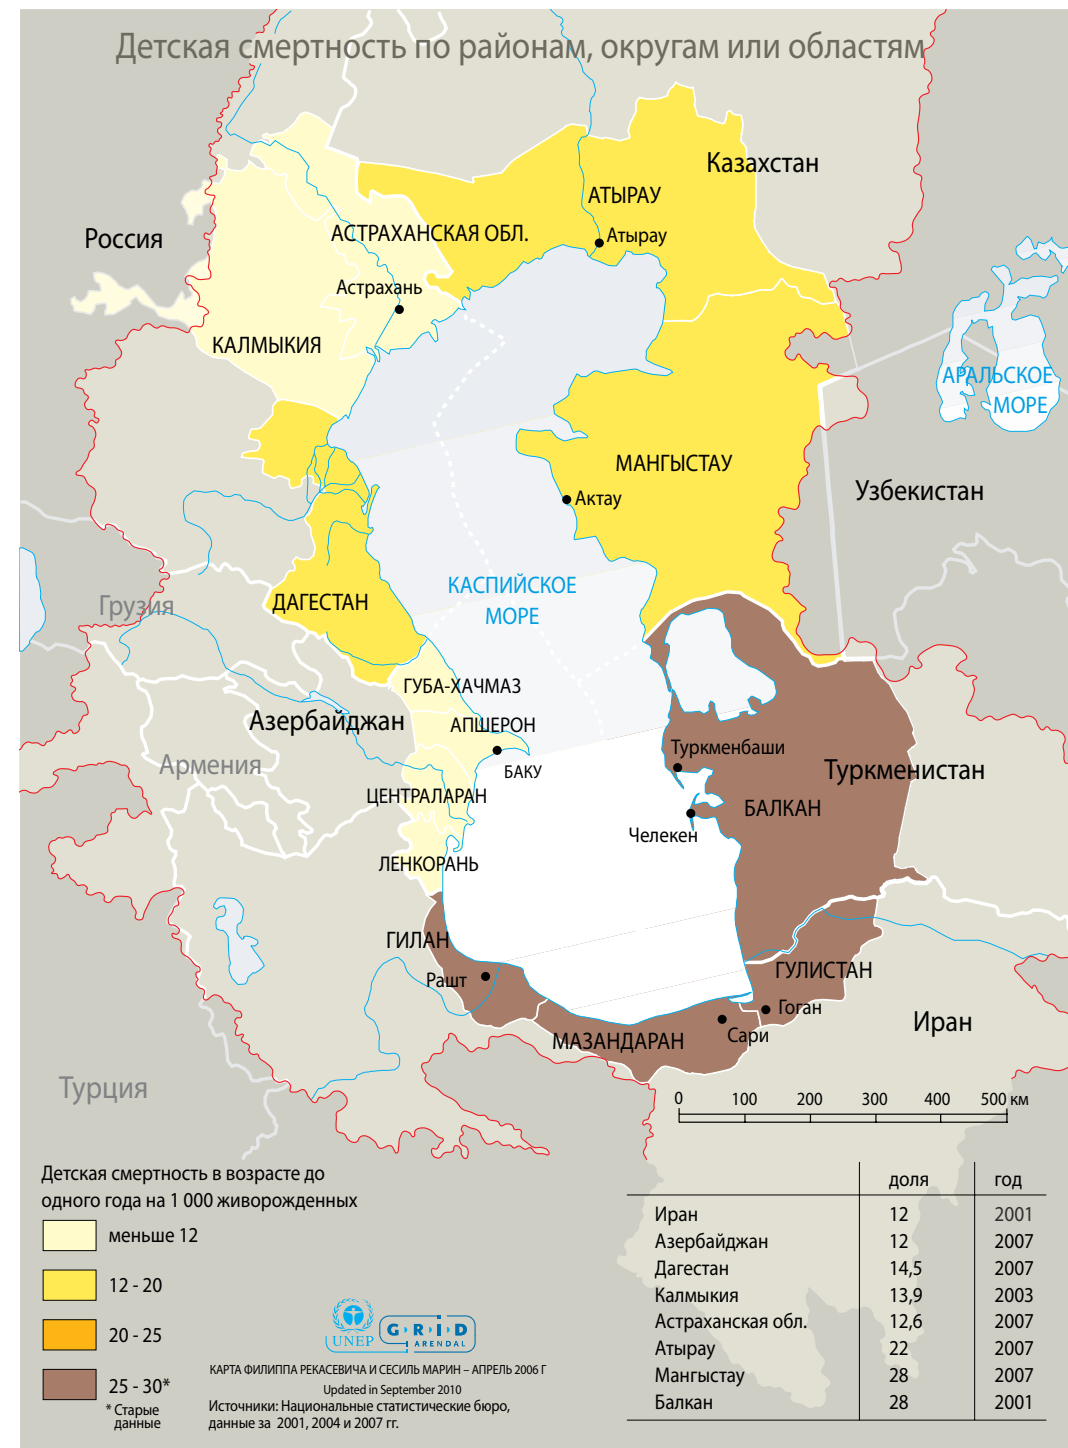 Детская смертность по районам, округам или областям
Казахстан
АТЫРАУ
Атырау
Россия
АСТРАХАНСКАЯ ОБЛ.
Астрахань
КАЛМЫКИЯ
АРАЛЬСКОЕ
МОРЕ
МАНГЫСТАУ
Актау
Узбекистан
КАСПИЙСКОЕ
МОРЕ
Грузия
ДАГЕСТАН
ГУБА-ХАЧМАЗ
Азербайджан
АПШЕРОН
БАКУ
Армения
ЦЕНТРАЛАРАН
ЛЕНКОРАНЬ
Туркменбаши
Туркменистан
БАЛКАН
Челекен
ГИЛАН
Рашт
ГУЛИСТАН
Гоган
Иран
МАЗАНДАРАН
Сари
Турция
0 100 200 300 400 500 км
Детская смертность в возрасте до
одного года на 1 000 живорожденных
меньше 12
12 - 20
20 - 25
25 - 30*
* Старые
данные
UNEP
G R I D
ARENDAL
КАРТА ФИЛИППА РЕКАСЕВИЧА И СЕСИЛЬ МАРИН – АПРЕЛЬ 2006 Г
Updated in September 2010
Источники: Национальные статистические бюро,
данные за 2001, 2004 и 2007 гг.
доля год
Иран 12 2001
Азербайджан 12 2007
Дагестан 14,5 2007
Калмыкия 13,9 2003
Астраханская обл. 12,6 2007
Атырау 22 2007
Мангыстау 28 2007
Балкан 28 2001